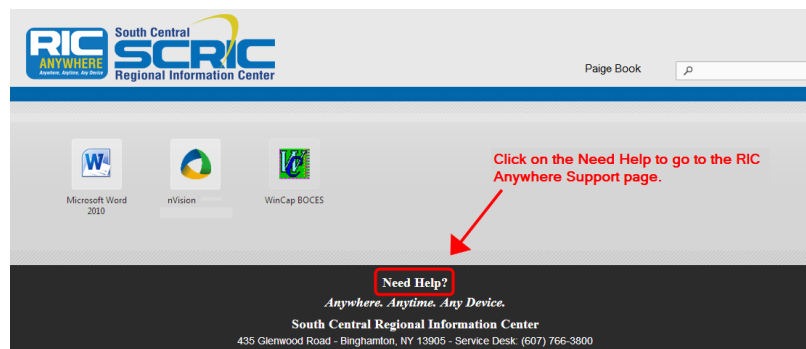 RIC
ANYWHERE
Anywhere. Anytime. Any Device
South Central
SCRIC
Regional Information Center
Paige Book
Microsoft Word
2010
nVision
WinCap BOCES
Click on the Need Help to go to the RIC
Anywhere Support page.
Need Help?
Anywhere. Anytime. Any Device.
South Central Regional Information Center
435 Glenwood Road - Binghamton, NY 13905 - Service Desk: (607) 766-3800